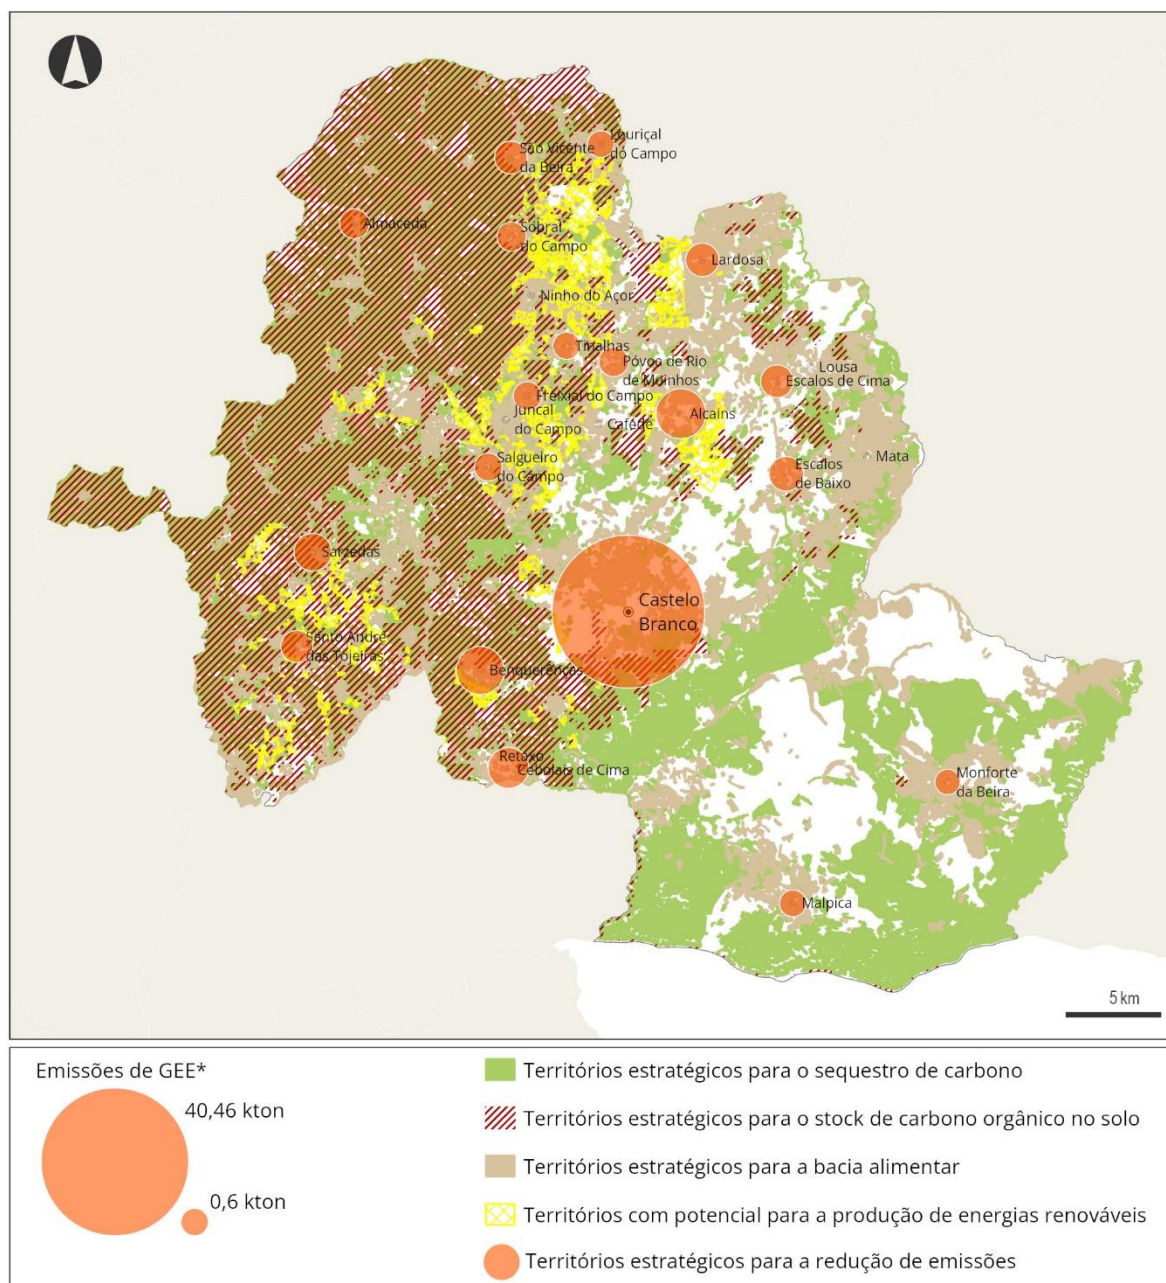 Louriçal
do Campo
São Vicente
da Beira
Almaceda
Sobral
do Campo
Lardosa
Ninho do Açor
Tinalhas
Póvoa de Rio
de Moinhos
Lousa
Escalos de Cima
Freixial do Campo
Juncal
do Campo
Cafede
Alcains
Mata
Salgueiro
do Campo
Escalos
de Baixo
Sarzedas
Castelo
Branco
Santo André
das Tojeiras
Benquerenças
Retaxo
Cebolais de Cima
Monforte
da Beira
Malpica
5 km
Emissões de GEE*
40,46 kton
0,6 kton
Territórios estratégicos para o sequestro de carbono
Territórios estratégicos para o stock de carbono orgânico no solo
Territórios estratégicos para a bacia alimentar
Territórios com potencial para a produção de energias renováveis
Territórios estratégicos para a redução de emissões